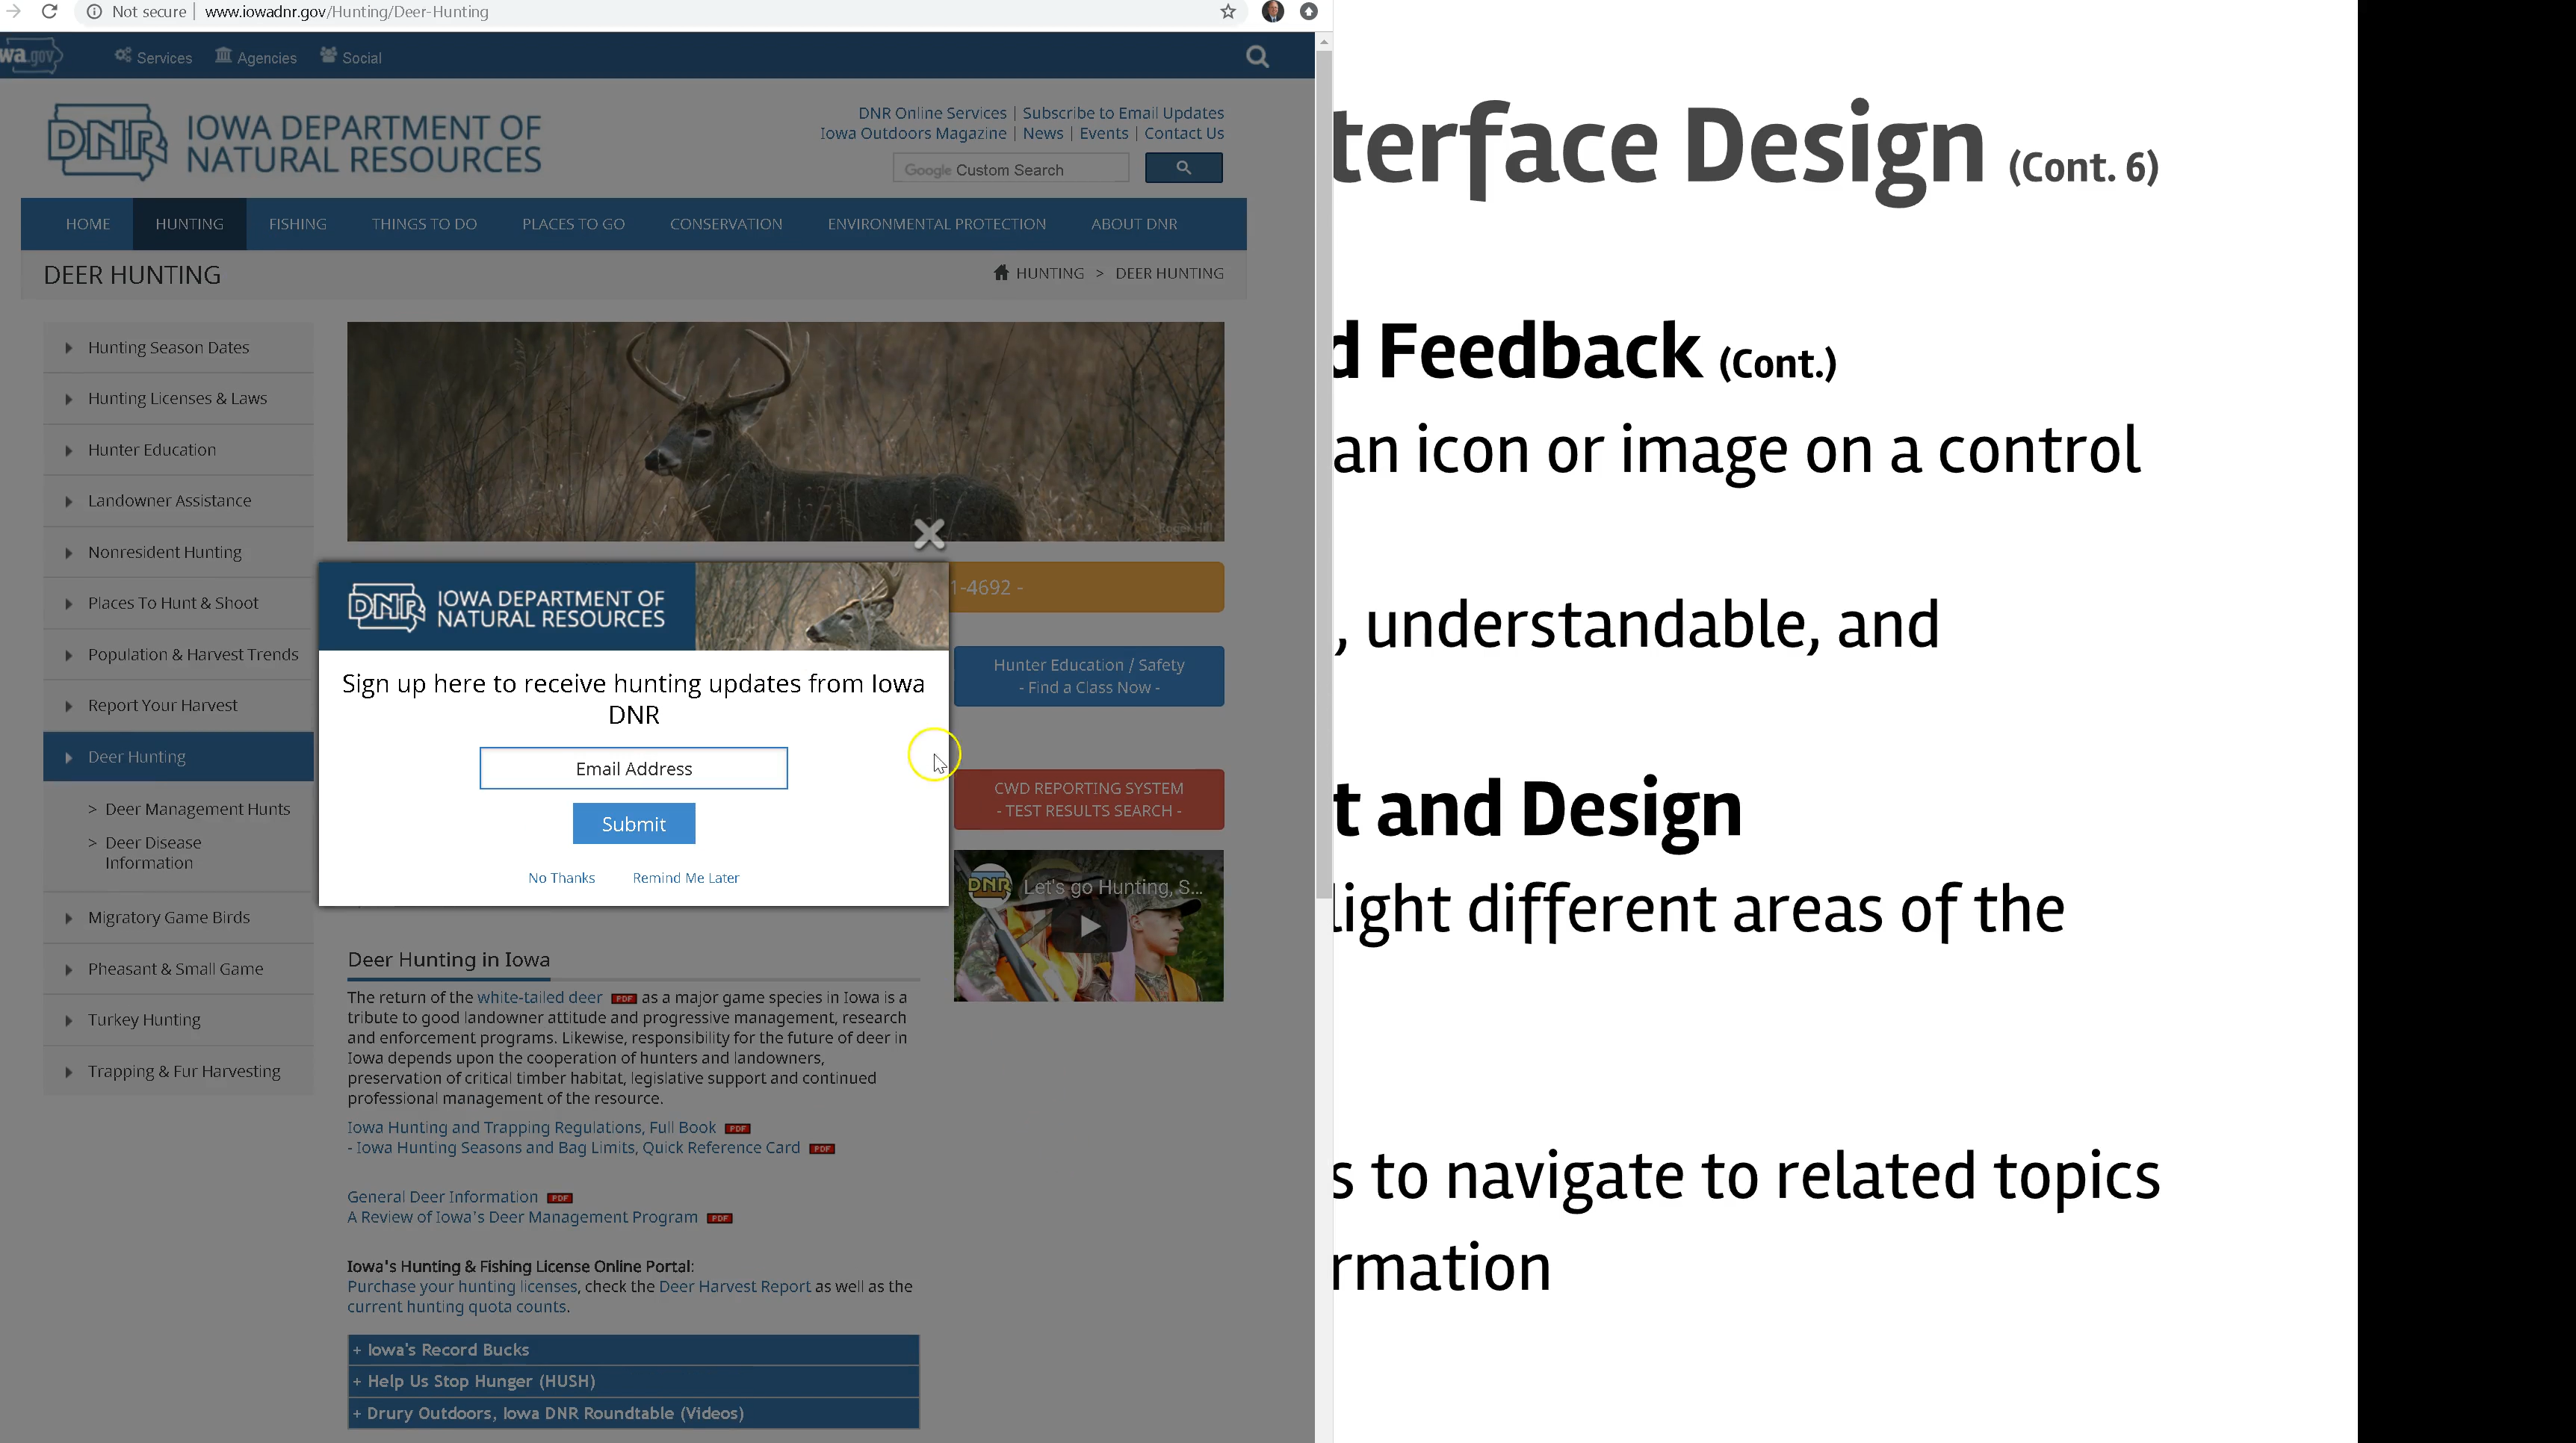 Not secure | www.iowadnr.gov/Hunting/Deer-Hunting
wa.gov Services Agencies Social
DNR IOWA DEPARTMENT OF
NATURAL RESOURCES
DNR Online Services | Subscribe to Email Updates
Iowa Outdoors Magazine | News | Events | Contact Us
Google Custom Search
HOME HUNTING FISHING THINGS TO DO PLACES TO GO CONSERVATION ENVIRONMENTAL PROTECTION ABOUT DNR
DEER HUNTING
HUNTING > DEER HUNTING
Hunting Season Dates
Hunting Licenses & Laws
Hunter Education
Landowner Assistance
Nonresident Hunting
Places To Hunt & Shoot
Population & Harvest Trends
Report Your Harvest
Deer Hunting
> Deer Management Hunts
> Deer Disease
Information
Migratory Game Birds
Pheasant & Small Game
Turkey Hunting
Trapping & Fur Harvesting
Roger Hill
1-4692 -
DNR IOWA DEPARTMENT OF
NATURAL RESOURCES
Sign up here to receive hunting updates from Iowa
DNR
Email Address
Submit
No Thanks Remind Me Later
Hunter Education / Safety
- Find a Class Now -
CWD REPORTING SYSTEM
- TEST RESULTS SEARCH -
DNR Let's go Hunting, S...
Deer Hunting in Iowa
The return of the white-tailed deer PDF as a major game species in Iowa is a
tribute to good landowner attitude and progressive management, research
and enforcement programs. Likewise, responsibility for the future of deer in
Iowa depends upon the cooperation of hunters and landowners,
preservation of critical timber habitat, legislative support and continued
professional management of the resource.
Iowa Hunting and Trapping Regulations, Full Book PDF
- Iowa Hunting Seasons and Bag Limits, Quick Reference Card PDF
General Deer Information PDF
A Review of Iowa's Deer Management Program PDF
Iowa's Hunting & Fishing License Online Portal:
Purchase your hunting licenses, check the Deer Harvest Report as well as the
current hunting quota counts.
+ Iowa's Record Bucks
+ Help Us Stop Hunger (HUSH)
+ Drury Outdoors, Iowa DNR Roundtable (Videos)
terface Design (Cont. 6)
d Feedback (Cont.)
an icon or image on a control
, understandable, and
t and Design
light different areas of the
s to navigate to related topics
rmation